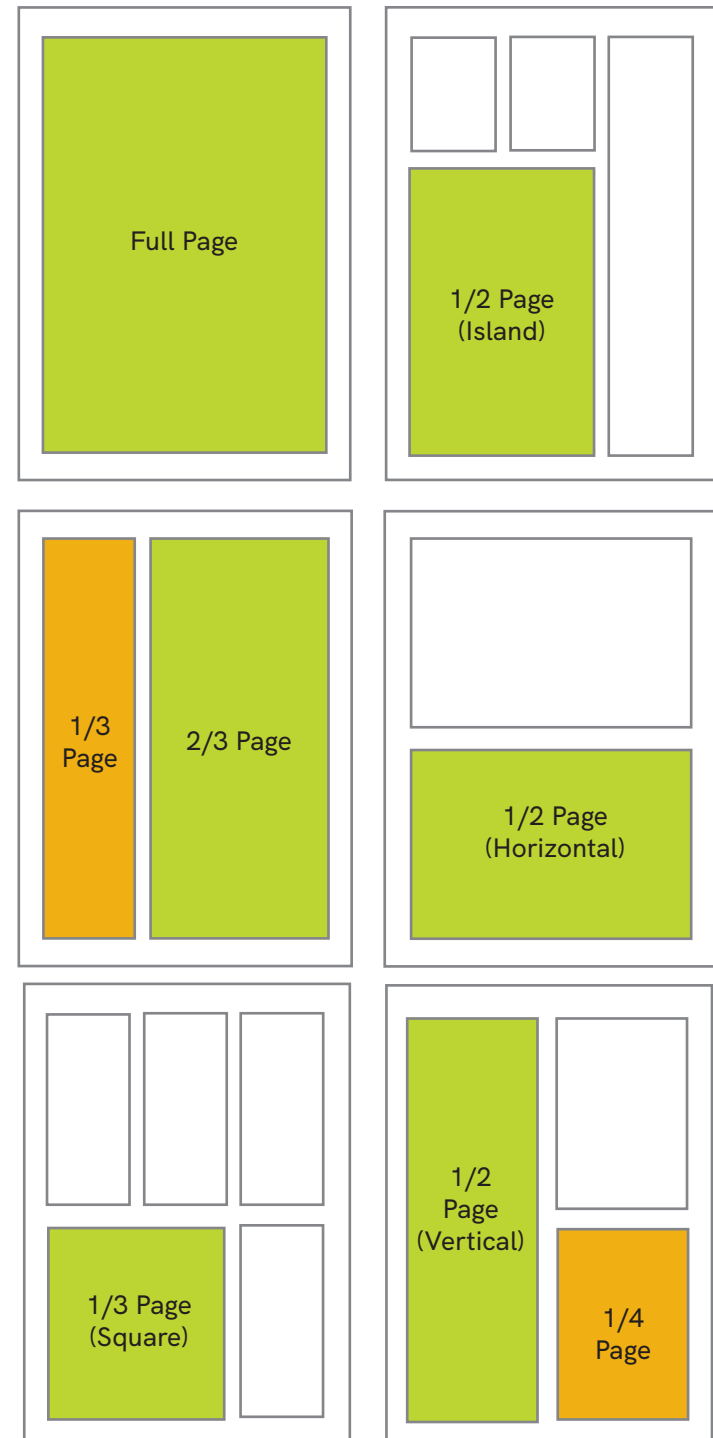 Full Page
1/2 Page
(Island)
1/3
Page
2/3 Page
1/2 Page
(Horizontal)
1/3 Page
(Square)
1/2
Page
(Vertical)
1/4
Page